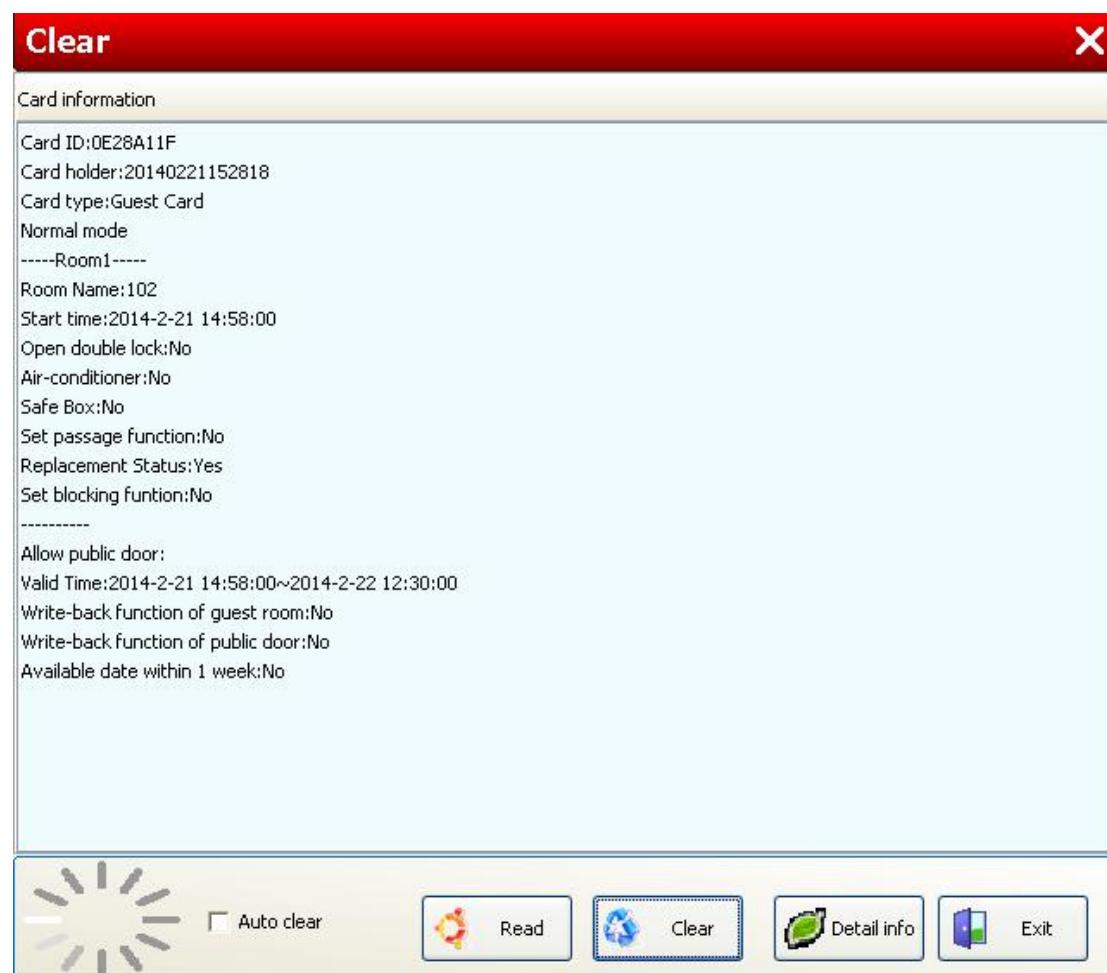 Clear
Card information
Card ID:0E28A11F
Card holder:20140221152818
Card type:Guest Card
Normal mode
-----Room1-----
Room Name:102
Start time:2014-2-21 14:58:00
Open double lock:No
Air-conditioner:No
Safe Box:No
Set passage function:No
Replacement Status:Yes
Set blocking funtion:No
----------
Allow public door:
Valid Time:2014-2-21 14:58:00~2014-2-22 12:30:00
Write-back function of guest room:No
Write-back function of public door:No
Available date within 1 week:No
Auto clear Read Clear Detail info Exit